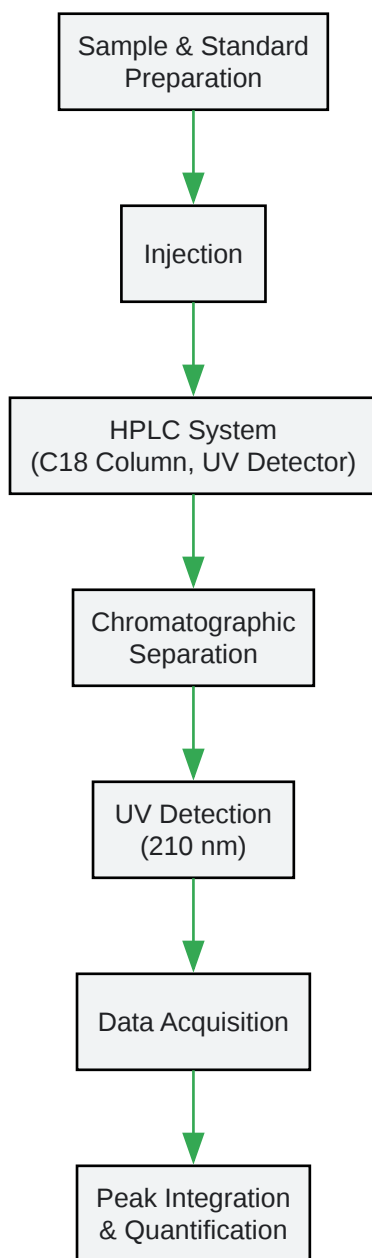 Sample & Standard
Preparation
Injection
HPLC System
(C18 Column, UV Detector)
Chromatographic
Separation
UV Detection
(210 nm)
Data Acquisition
Peak Integration
& Quantification